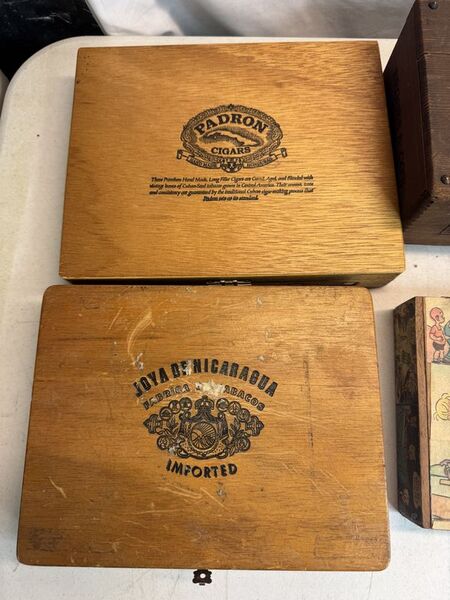 PADRON
CIGARS
These Premium Hand Made, Long Filler Cigars are Cured, Aged, and Blended with
vintage leaves of Cuban-Seed tobacco grown in Central America. Their aroma, taste
and consistency are guaranteed by the traditional Cuban cigar-making process that
Padron sets as its standard.
JOYA DE NICARAGUA
FABRICA TABACOS
IMPORTED